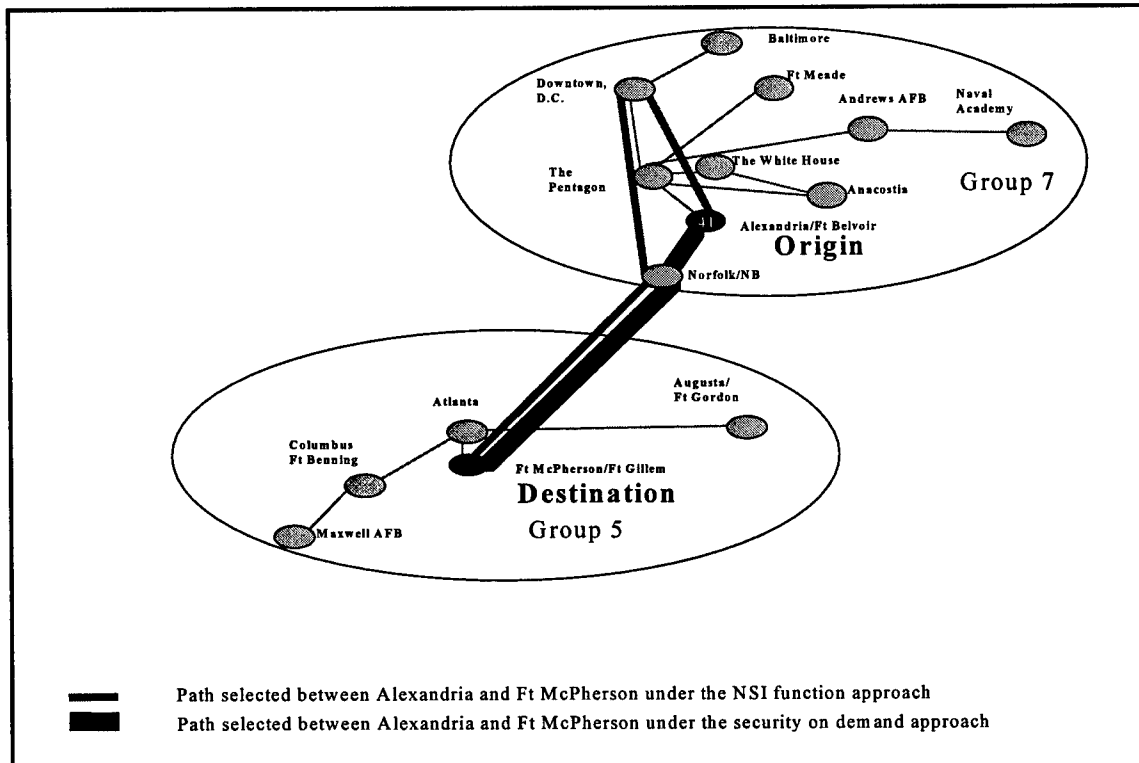 Baltimore
Downtown,
D.C.
Ft Meade
Andrews AFB
Naval
Academy
The White House
The
Pentagon
Anacostia
Group 7
Alexandria/Ft Belvoir
Origin
Norfolk/NB
Augusta/
Ft Gordon
Atlanta
Columbus
Ft Benning
Ft McPherson/Ft Gillem
Destination
Group 5
Maxwell AFB
Path selected between Alexandria and Ft McPherson under the NSI function approach
Path selected between Alexandria and Ft McPherson under the security on demand approach